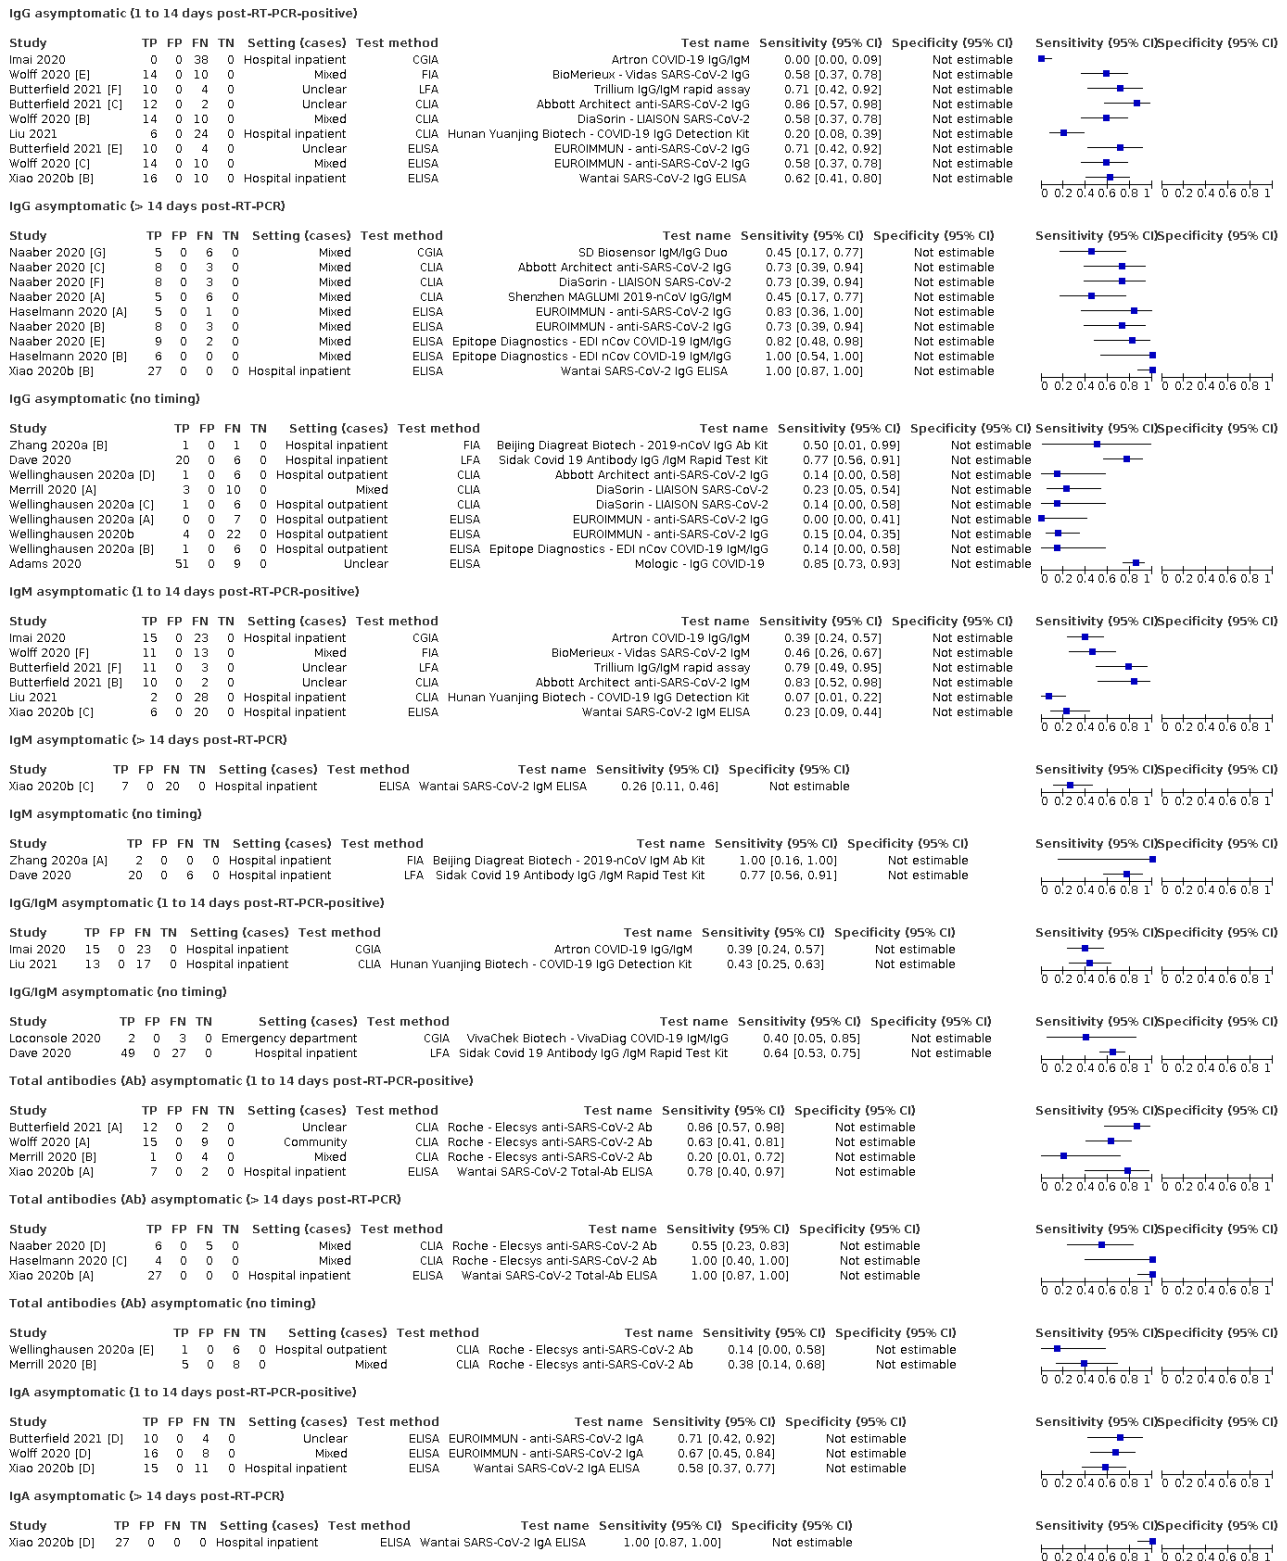 IgG asymptomatic (1 to 14 days post-RT-PCR-positive)
Study TP FP FN TN Setting (cases) Test method Test name Sensitivity (95% CI) Specificity (95% CI) Sensitivity (95% CI) Specificity (95% CI)
Imai 2020 0 0 38 0 Hospital inpatient CGIA Artron COVID-19 IgG/IgM 0.00 [0.00, 0.09] Not estimable
Wolff 2020 [E] 14 0 10 0 Mixed FIA BioMerieux - Vidas SARS-CoV-2 IgG 0.58 [0.37, 0.78] Not estimable
Butterfield 2021 [F] 10 0 4 0 Unclear LFA Trillium IgG/IgM rapid assay 0.71 [0.42, 0.92] Not estimable
Butterfield 2021 [C] 12 0 2 0 Unclear CLIA Abbott Architect anti-SARS-CoV-2 IgG 0.86 [0.57, 0.98] Not estimable
Wolff 2020 [B] 14 0 10 0 Mixed CLIA DiaSorin - LIAISON SARS-CoV-2 0.58 [0.37, 0.78] Not estimable
Liu 2021 6 0 24 0 Hospital inpatient CLIA Hunan Yuanjing Biotech - COVID-19 IgG Detection Kit 0.20 [0.08, 0.39] Not estimable
Butterfield 2021 [E] 10 0 4 0 Unclear ELISA EUROIMMUN - anti-SARS-CoV-2 IgG 0.71 [0.42, 0.92] Not estimable
Wolff 2020 [C] 14 0 10 0 Mixed ELISA EUROIMMUN - anti-SARS-CoV-2 IgG 0.58 [0.37, 0.78] Not estimable
Xiao 2020b [B] 16 0 10 0 Hospital inpatient ELISA Wantai SARS-CoV-2 IgG ELISA 0.62 [0.41, 0.80] Not estimable
0 0.2 0.4 0.6 0.8 1 0 0.2 0.4 0.6 0.8 1
IgG asymptomatic (> 14 days post-RT-PCR)
Study TP FP FN TN Setting (cases) Test method Test name Sensitivity (95% CI) Specificity (95% CI) Sensitivity (95% CI) Specificity (95% CI)
Naaber 2020 [G] 5 0 6 0 Mixed CGIA SD Biosensor IgM/IgG Duo 0.45 [0.17, 0.77] Not estimable
Naaber 2020 [C] 8 0 3 0 Mixed CLIA Abbott Architect anti-SARS-CoV-2 IgG 0.73 [0.39, 0.94] Not estimable
Naaber 2020 [F] 8 0 3 0 Mixed CLIA DiaSorin - LIAISON SARS-CoV-2 0.73 [0.39, 0.94] Not estimable
Naaber 2020 [A] 5 0 6 0 Mixed CLIA Shenzhen MAGLUMI 2019-nCoV IgG/IgM 0.45 [0.17, 0.77] Not estimable
Haselmann 2020 [A] 5 0 1 0 Mixed ELISA EUROIMMUN - anti-SARS-CoV-2 IgG 0.83 [0.36, 1.00] Not estimable
Naaber 2020 [B] 8 0 3 0 Mixed ELISA EUROIMMUN - anti-SARS-CoV-2 IgG 0.73 [0.39, 0.94] Not estimable
Naaber 2020 [E] 9 0 2 0 Mixed ELISA Epitope Diagnostics - EDI nCov COVID-19 IgM/IgG 0.82 [0.48, 0.98] Not estimable
Haselmann 2020 [B] 6 0 0 0 Mixed ELISA Epitope Diagnostics - EDI nCov COVID-19 IgM/IgG 1.00 [0.54, 1.00] Not estimable
Xiao 2020b [B] 27 0 0 0 Hospital inpatient ELISA Wantai SARS-CoV-2 IgG ELISA 1.00 [0.87, 1.00] Not estimable
0 0.2 0.4 0.6 0.8 1 0 0.2 0.4 0.6 0.8 1
IgG asymptomatic (no timing)
Study TP FP FN TN Setting (cases) Test method Test name Sensitivity (95% CI) Specificity (95% CI) Sensitivity (95% CI) Specificity (95% CI)
Zhang 2020a [B] 1 0 1 0 Hospital inpatient FIA Beijing Diagreat Biotech - 2019-nCoV IgG Ab Kit 0.50 [0.01, 0.99] Not estimable
Dave 2020 20 0 6 0 Hospital inpatient LFA Sidak Covid 19 Antibody IgG /IgM Rapid Test Kit 0.77 [0.56, 0.91] Not estimable
Wellinghausen 2020a [D] 1 0 6 0 Hospital outpatient CLIA Abbott Architect anti-SARS-CoV-2 IgG 0.14 [0.00, 0.58] Not estimable
Merrill 2020 [A] 3 0 10 0 Mixed CLIA DiaSorin - LIAISON SARS-CoV-2 0.23 [0.05, 0.54] Not estimable
Wellinghausen 2020a [C] 1 0 6 0 Hospital outpatient CLIA DiaSorin - LIAISON SARS-CoV-2 0.14 [0.00, 0.58] Not estimable
Wellinghausen 2020a [A] 0 0 7 0 Hospital outpatient ELISA EUROIMMUN - anti-SARS-CoV-2 IgG 0.00 [0.00, 0.41] Not estimable
Wellinghausen 2020b 4 0 22 0 Hospital outpatient ELISA EUROIMMUN - anti-SARS-CoV-2 IgG 0.15 [0.04, 0.35] Not estimable
Wellinghausen 2020a [B] 1 0 6 0 Hospital outpatient ELISA Epitope Diagnostics - EDI nCov COVID-19 IgM/IgG 0.14 [0.00, 0.58] Not estimable
Adams 2020 51 0 9 0 Unclear ELISA Mologic - IgG COVID-19 0.85 [0.73, 0.93] Not estimable
0 0.2 0.4 0.6 0.8 1 0 0.2 0.4 0.6 0.8 1
IgM asymptomatic (1 to 14 days post-RT-PCR-positive)
Study TP FP FN TN Setting (cases) Test method Test name Sensitivity (95% CI) Specificity (95% CI) Sensitivity (95% CI) Specificity (95% CI)
Imai 2020 15 0 23 0 Hospital inpatient CGIA Artron COVID-19 IgG/IgM 0.39 [0.24, 0.57] Not estimable
Wolff 2020 [F] 11 0 13 0 Mixed FIA BioMerieux - Vidas SARS-CoV-2 IgM 0.46 [0.26, 0.67] Not estimable
Butterfield 2021 [F] 11 0 3 0 Unclear LFA Trillium IgG/IgM rapid assay 0.79 [0.49, 0.95] Not estimable
Butterfield 2021 [B] 10 0 2 0 Unclear CLIA Abbott Architect anti-SARS-CoV-2 IgM 0.83 [0.52, 0.98] Not estimable
Liu 2021 2 0 28 0 Hospital inpatient CLIA Hunan Yuanjing Biotech - COVID-19 IgG Detection Kit 0.07 [0.01, 0.22] Not estimable
Xiao 2020b [C] 6 0 20 0 Hospital inpatient ELISA Wantai SARS-CoV-2 IgM ELISA 0.23 [0.09, 0.44] Not estimable
0 0.2 0.4 0.6 0.8 1 0 0.2 0.4 0.6 0.8 1
IgM asymptomatic (> 14 days post-RT-PCR)
Study TP FP FN TN Setting (cases) Test method Test name Sensitivity (95% CI) Specificity (95% CI) Sensitivity (95% CI) Specificity (95% CI)
Xiao 2020b [C] 7 0 20 0 Hospital inpatient ELISA Wantai SARS-CoV-2 IgM ELISA 0.26 [0.11, 0.46] Not estimable
0 0.2 0.4 0.6 0.8 1 0 0.2 0.4 0.6 0.8 1
IgM asymptomatic (no timing)
Study TP FP FN TN Setting (cases) Test method Test name Sensitivity (95% CI) Specificity (95% CI) Sensitivity (95% CI) Specificity (95% CI)
Zhang 2020a [A] 2 0 0 0 Hospital inpatient FIA Beijing Diagreat Biotech - 2019-nCoV IgM Ab Kit 1.00 [0.16, 1.00] Not estimable
Dave 2020 20 0 6 0 Hospital inpatient LFA Sidak Covid 19 Antibody IgG /IgM Rapid Test Kit 0.77 [0.56, 0.91] Not estimable
0 0.2 0.4 0.6 0.8 1 0 0.2 0.4 0.6 0.8 1
IgG/IgM asymptomatic (1 to 14 days post-RT-PCR-positive)
Study TP FP FN TN Setting (cases) Test method Test name Sensitivity (95% CI) Specificity (95% CI) Sensitivity (95% CI) Specificity (95% CI)
Imai 2020 15 0 23 0 Hospital inpatient CGIA Artron COVID-19 IgG/IgM 0.39 [0.24, 0.57] Not estimable
Liu 2021 13 0 17 0 Hospital inpatient CLIA Hunan Yuanjing Biotech - COVID-19 IgG Detection Kit 0.43 [0.25, 0.63] Not estimable
0 0.2 0.4 0.6 0.8 1 0 0.2 0.4 0.6 0.8 1
IgG/IgM asymptomatic (no timing)
Study TP FP FN TN Setting (cases) Test method Test name Sensitivity (95% CI) Specificity (95% CI) Sensitivity (95% CI) Specificity (95% CI)
Loconsole 2020 2 0 3 0 Emergency department CGIA VivaChek Biotech - VivaDiag COVID-19 IgM/IgG 0.40 [0.05, 0.85] Not estimable
Dave 2020 49 0 27 0 Hospital inpatient LFA Sidak Covid 19 Antibody IgG /IgM Rapid Test Kit 0.64 [0.53, 0.75] Not estimable
0 0.2 0.4 0.6 0.8 1 0 0.2 0.4 0.6 0.8 1
Total antibodies (Ab) asymptomatic (1 to 14 days post-RT-PCR-positive)
Study TP FP FN TN Setting (cases) Test method Test name Sensitivity (95% CI) Specificity (95% CI) Sensitivity (95% CI) Specificity (95% CI)
Butterfield 2021 [A] 12 0 2 0 Unclear CLIA Roche - Elecsys anti-SARS-CoV-2 Ab 0.86 [0.57, 0.98] Not estimable
Wolff 2020 [A] 15 0 9 0 Community CLIA Roche - Elecsys anti-SARS-CoV-2 Ab 0.63 [0.41, 0.81] Not estimable
Merrill 2020 [B] 1 0 4 0 Mixed CLIA Roche - Elecsys anti-SARS-CoV-2 Ab 0.20 [0.01, 0.72] Not estimable
Xiao 2020b [A] 7 0 2 0 Hospital inpatient ELISA Wantai SARS-CoV-2 Total-Ab ELISA 0.78 [0.40, 0.97] Not estimable
0 0.2 0.4 0.6 0.8 1 0 0.2 0.4 0.6 0.8 1
Total antibodies (Ab) asymptomatic (> 14 days post-RT-PCR)
Study TP FP FN TN Setting (cases) Test method Test name Sensitivity (95% CI) Specificity (95% CI) Sensitivity (95% CI) Specificity (95% CI)
Naaber 2020 [D] 6 0 5 0 Mixed CLIA Roche - Elecsys anti-SARS-CoV-2 Ab 0.55 [0.23, 0.83] Not estimable
Haselmann 2020 [C] 4 0 0 0 Mixed CLIA Roche - Elecsys anti-SARS-CoV-2 Ab 1.00 [0.40, 1.00] Not estimable
Xiao 2020b [A] 27 0 0 0 Hospital inpatient ELISA Wantai SARS-CoV-2 Total-Ab ELISA 1.00 [0.87, 1.00] Not estimable
0 0.2 0.4 0.6 0.8 1 0 0.2 0.4 0.6 0.8 1
Total antibodies (Ab) asymptomatic (no timing)
Study TP FP FN TN Setting (cases) Test method Test name Sensitivity (95% CI) Specificity (95% CI) Sensitivity (95% CI) Specificity (95% CI)
Wellinghausen 2020a [E] 1 0 6 0 Hospital outpatient CLIA Roche - Elecsys anti-SARS-CoV-2 Ab 0.14 [0.00, 0.58] Not estimable
Merrill 2020 [B] 5 0 8 0 Mixed CLIA Roche - Elecsys anti-SARS-CoV-2 Ab 0.38 [0.14, 0.68] Not estimable
0 0.2 0.4 0.6 0.8 1 0 0.2 0.4 0.6 0.8 1
IgA asymptomatic (1 to 14 days post-RT-PCR-positive)
Study TP FP FN TN Setting (cases) Test method Test name Sensitivity (95% CI) Specificity (95% CI) Sensitivity (95% CI) Specificity (95% CI)
Butterfield 2021 [D] 10 0 4 0 Unclear ELISA EUROIMMUN - anti-SARS-CoV-2 IgA 0.71 [0.42, 0.92] Not estimable
Wolff 2020 [D] 16 0 8 0 Mixed ELISA EUROIMMUN - anti-SARS-CoV-2 IgA 0.67 [0.45, 0.84] Not estimable
Xiao 2020b [D] 15 0 11 0 Hospital inpatient ELISA Wantai SARS-CoV-2 IgA ELISA 0.58 [0.37, 0.77] Not estimable
0 0.2 0.4 0.6 0.8 1 0 0.2 0.4 0.6 0.8 1
IgA asymptomatic (> 14 days post-RT-PCR)
Study TP FP FN TN Setting (cases) Test method Test name Sensitivity (95% CI) Specificity (95% CI) Sensitivity (95% CI) Specificity (95% CI)
Xiao 2020b [D] 27 0 0 0 Hospital inpatient ELISA Wantai SARS-CoV-2 IgA ELISA 1.00 [0.87, 1.00] Not estimable
0 0.2 0.4 0.6 0.8 1 0 0.2 0.4 0.6 0.8 1